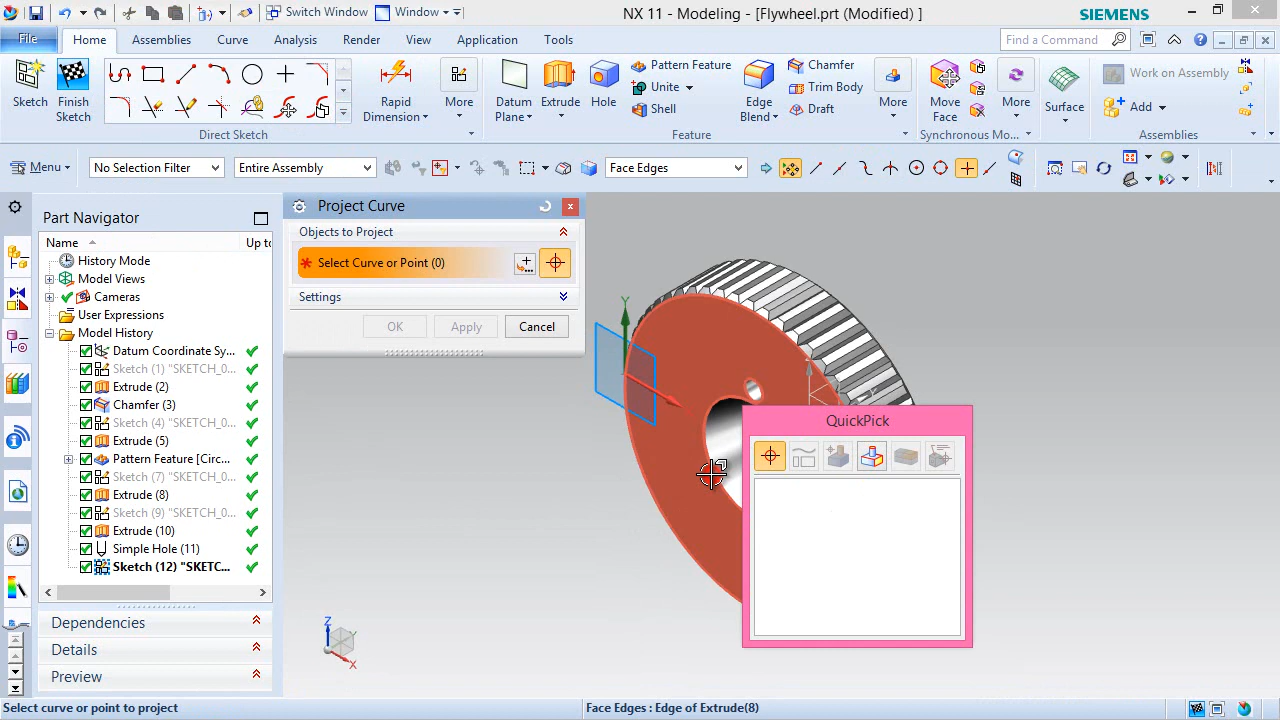 Switch Window
Window
NX 11 - Modeling - [Flywheel.prt (Modified) ]
SIEMENS
File
Home
Assemblies
Curve
Analysis
Render
View
Application
Tools
Find a Command
Sketch
Finish Sketch
Rapid Dimension
More
Datum Plane
Extrude
Hole
Pattern Feature
Unite
Shell
Edge Blend
Chamfer
Trim Body
Draft
More
Move Face
More
Surface
Work on Assembly
Add
Direct Sketch
Feature
Synchronous Mo...
Assemblies
Menu
No Selection Filter
Entire Assembly
Face Edges
Part Navigator
Name
Up to
History Mode
Model Views
Cameras
User Expressions
Model History
Datum Coordinate Sy...
Sketch (1) "SKETCH_0...
Extrude (2)
Chamfer (3)
Sketch (4) "SKETCH_0...
Extrude (5)
Pattern Feature [Circ...
Sketch (7) "SKETCH_0...
Extrude (8)
Sketch (9) "SKETCH_0...
Extrude (10)
Simple Hole (11)
Sketch (12) "SKETC...
Dependencies
Details
Preview
Project Curve
Objects to Project
* Select Curve or Point (0)
Settings
OK
Apply
Cancel
Y
QuickPick
Z
Y
X
Select curve or point to project
Face Edges : Edge of Extrude(8)